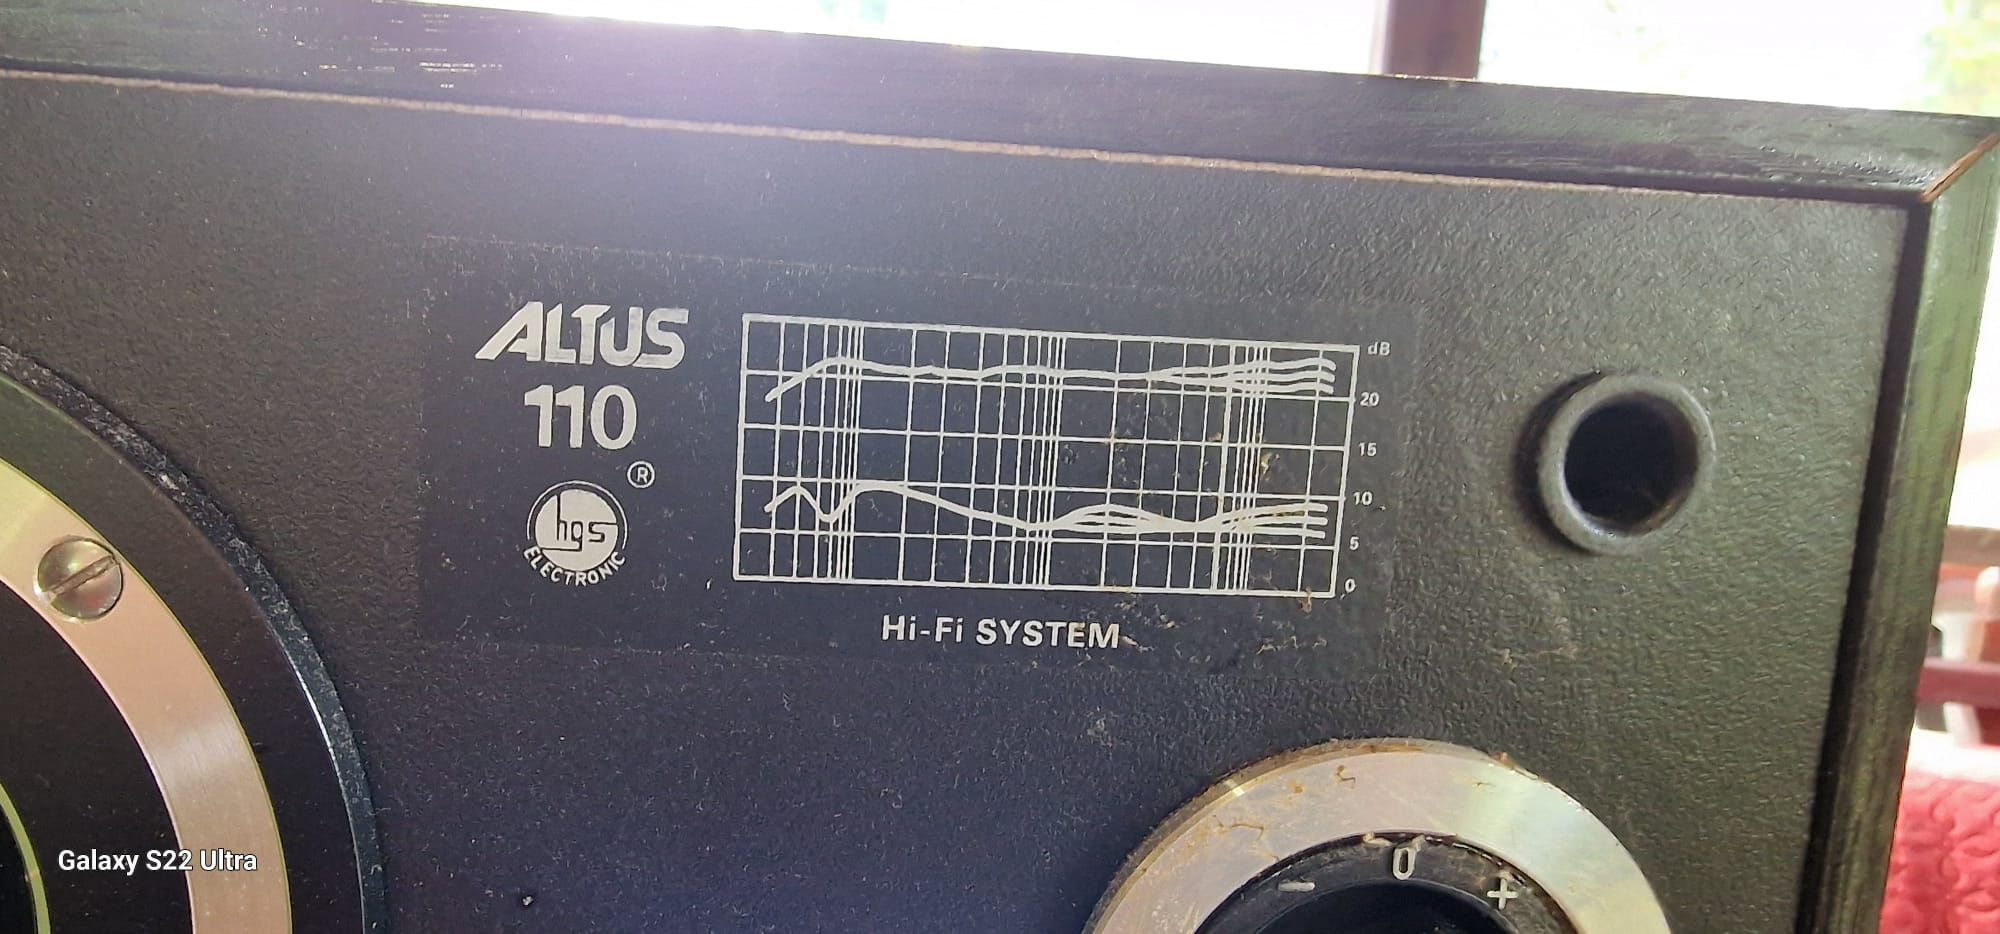 ALTUS
110
®
hgs
ELECTRONIC
dB
20
15
10
5
0
Hi-Fi SYSTEM
- 0 +
Galaxy S22 Ultra